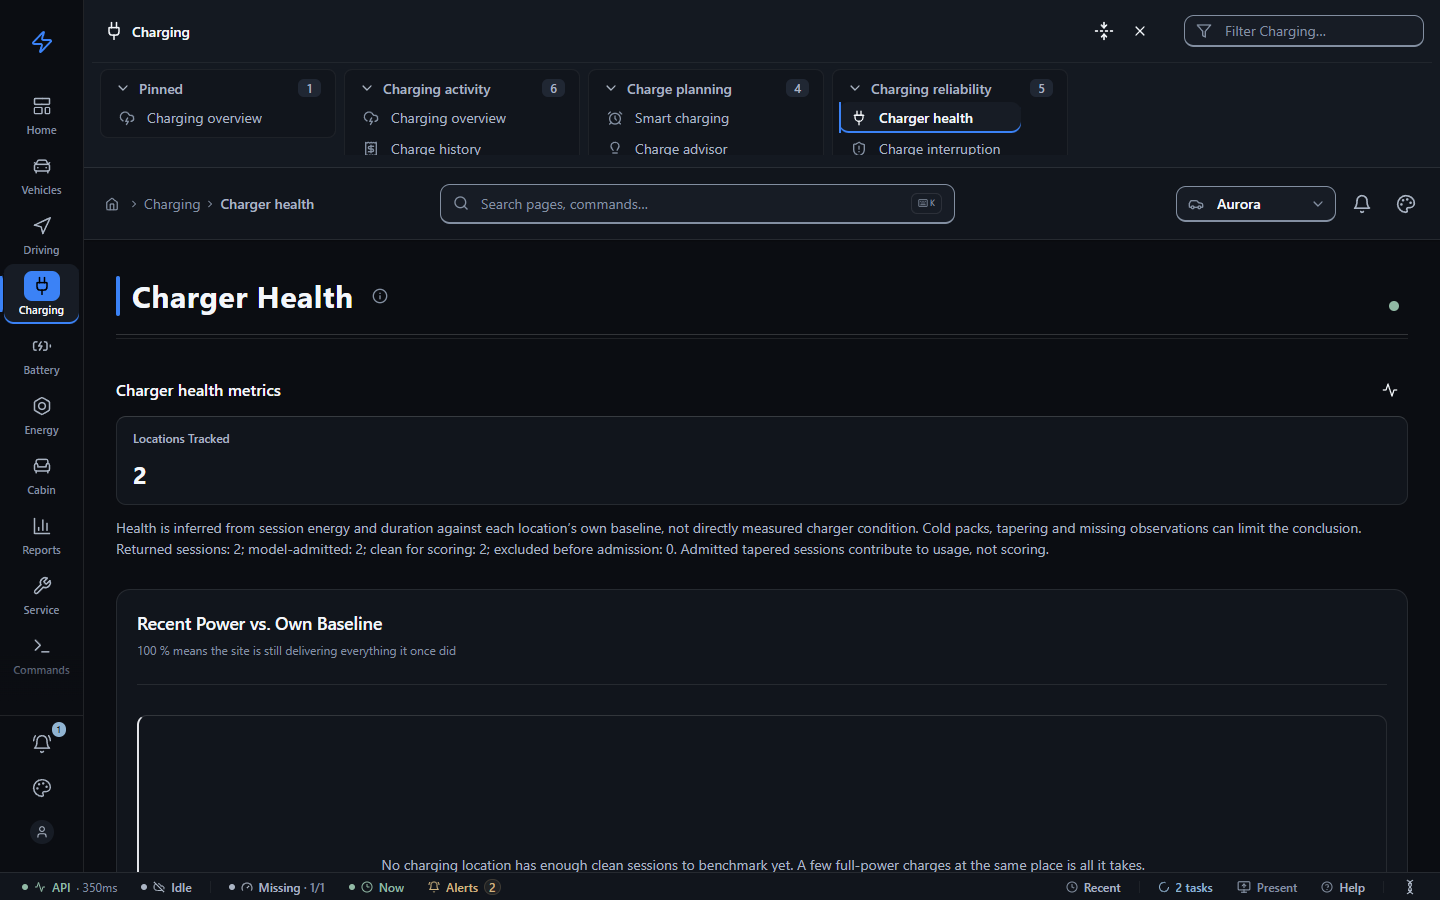 Charging
Filter Charging...
Pinned 1
Charging overview
Charging activity 6
Charging overview
Charge history
Charge planning 4
Smart charging
Charge advisor
Charging reliability 5
Charger health
Charge interruption
Home
Vehicles
Driving
Charging
Battery
Energy
Cabin
Reports
Service
Commands
1
Charging
Charger health
Search pages, commands...
K
Aurora
Charger Health
Charger health metrics
Locations Tracked
2
Health is inferred from session energy and duration against each location's own baseline, not directly measured charger condition. Cold packs, tapering and missing observations can limit the conclusion.
Returned sessions: 2; model-admitted: 2; clean for scoring: 2; excluded before admission: 0. Admitted tapered sessions contribute to usage, not scoring.
Recent Power vs. Own Baseline
100 % means the site is still delivering everything it once did
No charging location has enough clean sessions to benchmark yet. A few full-power charges at the same place is all it takes.
API · 350ms
Idle
Missing · 1/1
Now
Alerts 2
Recent
2 tasks
Present
Help